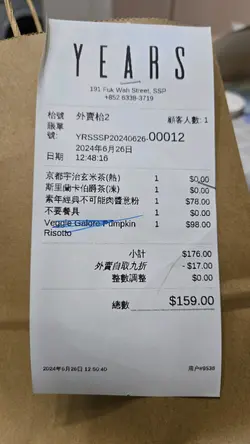 YEARS
191 Fuk Wah Street, SSP
+852 6338-3719
枱號 外賣枱2 顧客人數: 1
賬單號: YRSSSP20240626-00012
2024年6月26日
日期 12:48:16
京都宇治玄米茶(熱) 1 $0.00
斯里蘭卡伯爵茶(凍) 1 $0.00
素年經典不可能肉醬意粉 1 $78.00
不要餐具 1 $0.00
Veggie Galore Pumpkin 1 $98.00
Risotto
小計 $176.00
外賣自取九折 - $17.00
整數調整 $0.00
總數 $159.00
2024年6月26日 12:50:40